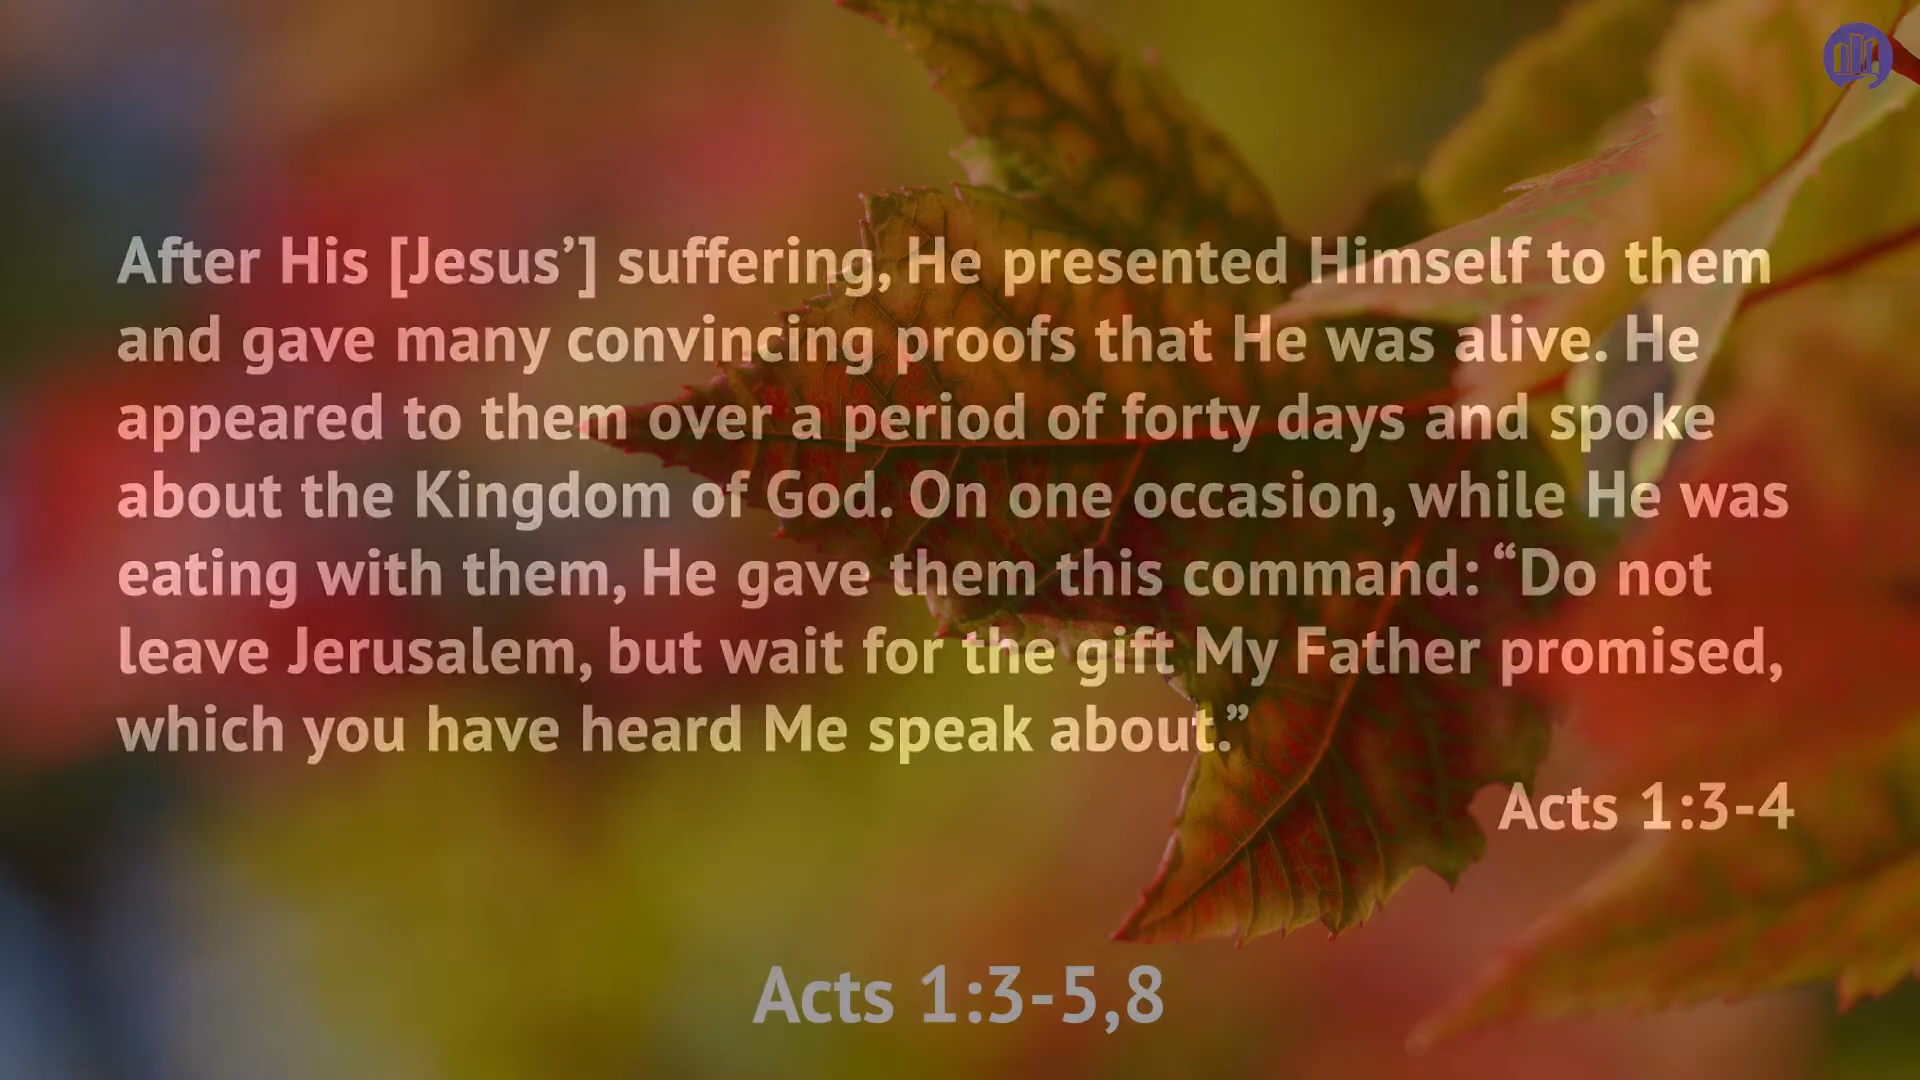 After His [Jesus’] suffering, He presented Himself to them
and gave many convincing proofs that He was alive. He
appeared to them over a period of forty days and spoke
about the Kingdom of God. On one occasion, while He was
eating with them, He gave them this command: “Do not
leave Jerusalem, but wait for the gift My Father promised,
which you have heard Me speak about.”
Acts 1:3-4
Acts 1:3-5,8